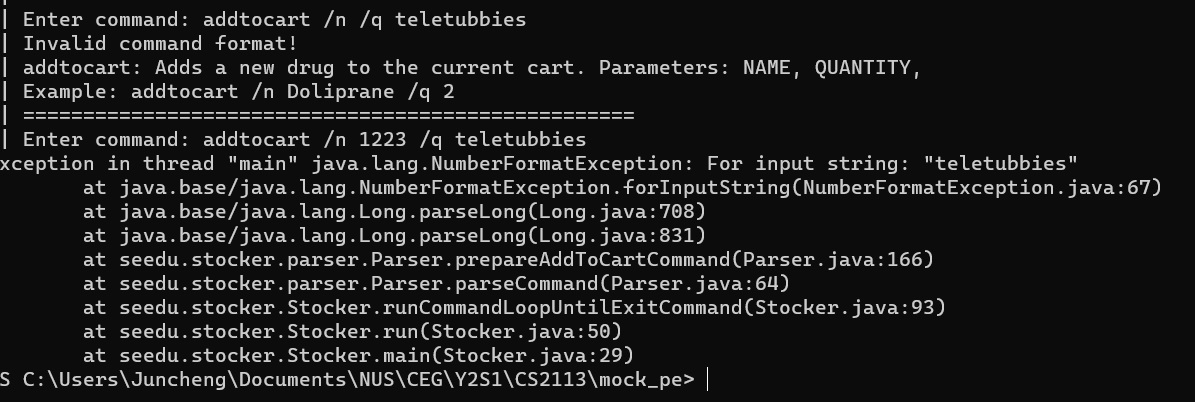 | Enter command: addtocart /n /q teletubbies
| Invalid command format!
| addtocart: Adds a new drug to the current cart. Parameters: NAME, QUANTITY,
| Example: addtocart /n Doliprane /q 2
| ===================================================
| Enter command: addtocart /n 1223 /q teletubbies
xception in thread "main" java.lang.NumberFormatException: For input string: "teletubbies"
at java.base/java.lang.NumberFormatException.forInputString(NumberFormatException.java:67)
at java.base/java.lang.Long.parseLong(Long.java:708)
at java.base/java.lang.Long.parseLong(Long.java:831)
at seedu.stocker.parser.Parser.prepareAddToCartCommand(Parser.java:166)
at seedu.stocker.parser.Parser.parseCommand(Parser.java:64)
at seedu.stocker.Stocker.runCommandLoopUntilExitCommand(Stocker.java:93)
at seedu.stocker.Stocker.run(Stocker.java:50)
at seedu.stocker.Stocker.main(Stocker.java:29)
S C:\Users\Juncheng\Documents\NUS\CEG\Y2S1\CS2113\mock_pe>